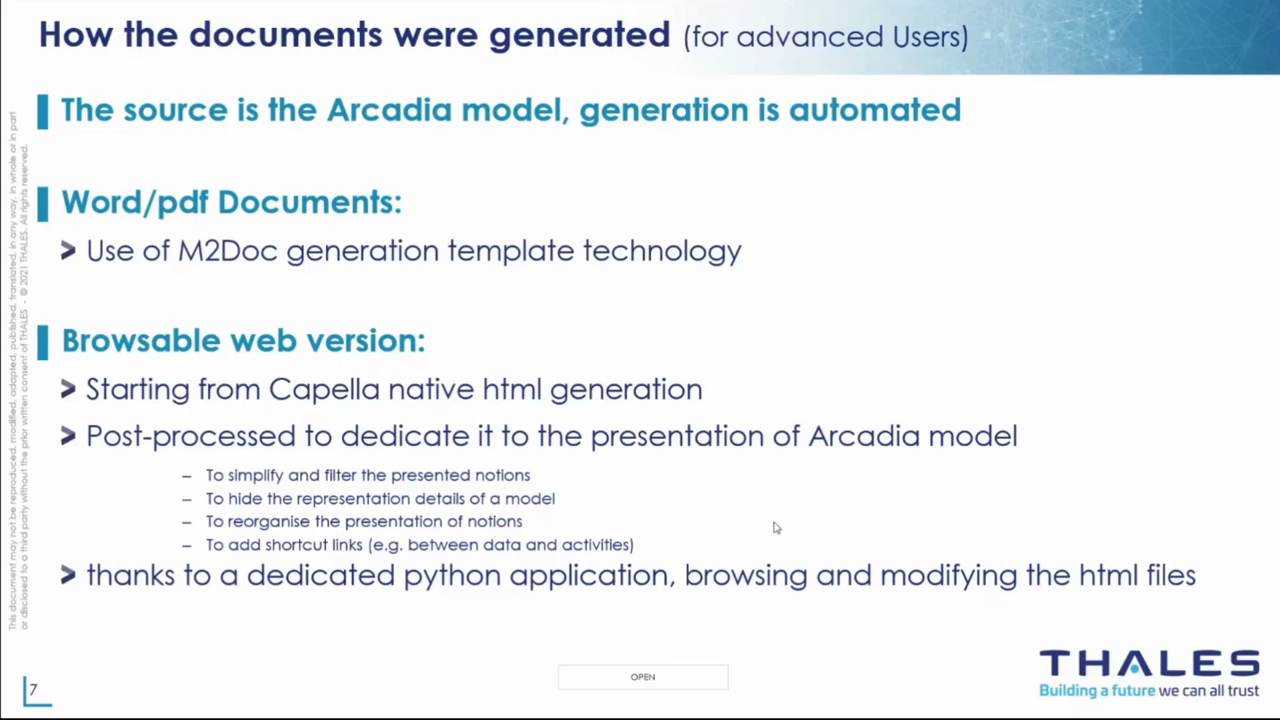 How the documents were generated (for advanced Users)
The source is the Arcadia model, generation is automated
Word/pdf Documents:
> Use of M2Doc generation template technology
Browsable web version:
> Starting from Capella native html generation
> Post-processed to dedicate it to the presentation of Arcadia model
– To simplify and filter the presented notions
– To hide the representation details of a model
– To reorganise the presentation of notions
– To add shortcut links (e.g. between data and activities)
> thanks to a dedicated python application, browsing and modifying the html files
This document may not be reproduced, modified, adapted, published, translated, in any way, in whole or in part
or disclosed to a third party without the prior written consent of THALES - © 2021 THALES. All rights reserved.
7
OPEN
THALES
Building a future we can all trust